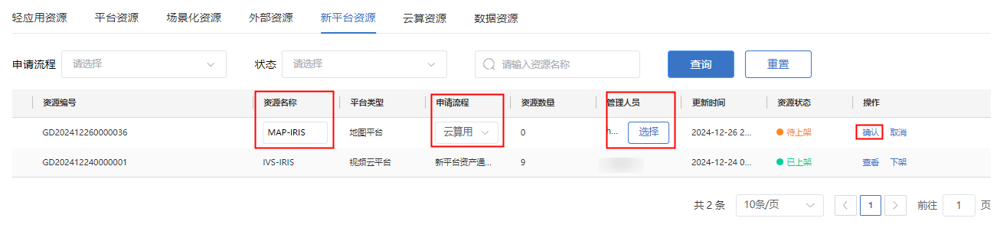 轻应用资源 平台资源 场景化资源 外部资源 新平台资源 云算资源 数据资源
申请流程 请选择 状态 请选择 请输入资源名称 查询 重置
资源编号 资源名称 平台类型 申请流程 资源数量 管理人员 更新时间 资源状态 操作
GD202412260000036 MAP-IRIS 地图平台 云算用 0 h... 选择 2024-12-26 2... 待上架 确认 取消
GD202412240000001 IVS-IRIS 视频云平台 新平台资产通... 9 2024-12-24 0... 已上架 查看 下架
共 2 条 10条/页 1 前往 1 页